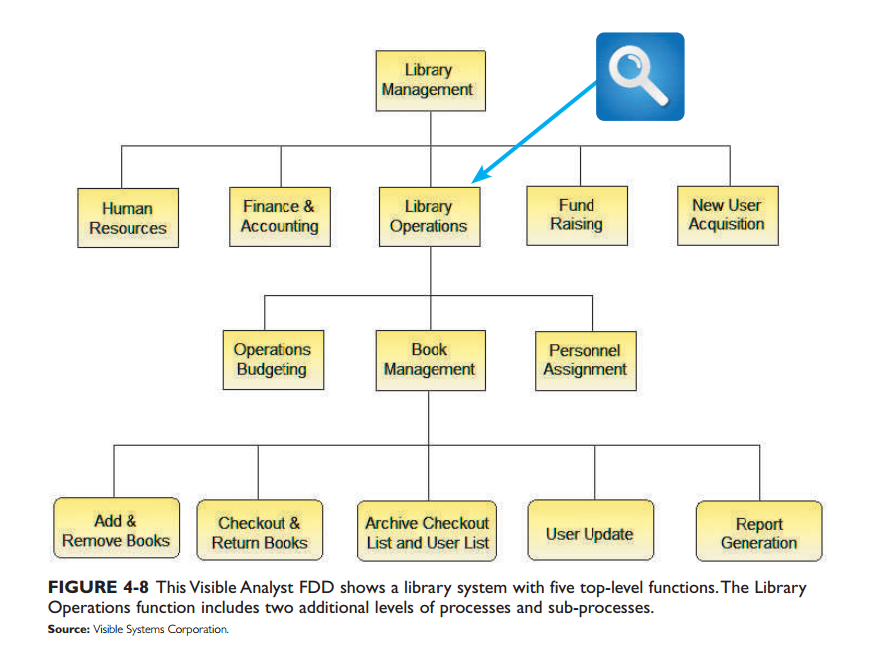 Library
Management
Human
Resources
Finance &
Accounting
Library
Operations
Fund
Raising
New User
Acquisition
Operations
Budgeting
Book
Management
Personnel
Assignment
Add &
Remove Books
Checkout &
Return Books
Archive Checkout
List and User List
User Update
Report
Generation
FIGURE 4-8 This Visible Analyst FDD shows a library system with five top-level functions. The Library
Operations function includes two additional levels of processes and sub-processes.
Source: Visible Systems Corporation.